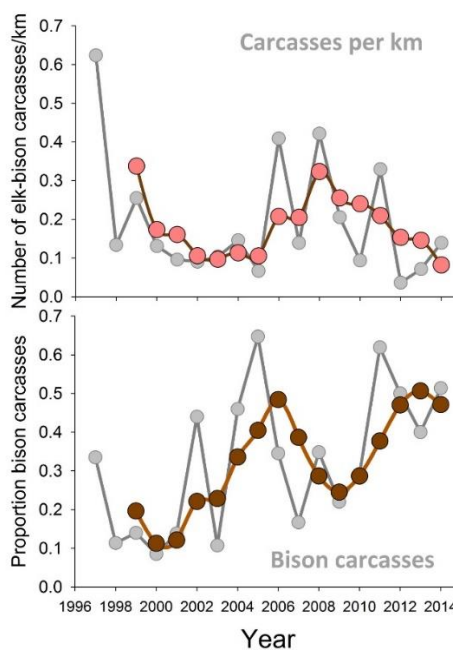 Carcasses per km
Number of elk-bison carcasses/km
0.7
0.6
0.5
0.4
0.3
0.2
0.1
0.0
Proportion bison carcasses
0.7
0.6
0.5
0.4
0.3
0.2
0.1
0.0
Bison carcasses
1996 1998 2000 2002 2004 2006 2008 2010 2012 2014
Year